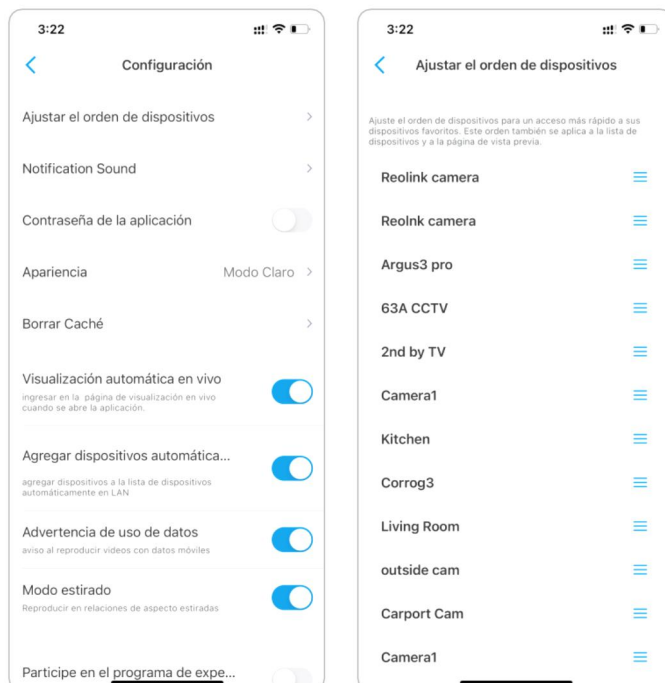 3:22
Configuración
Ajustar el orden de dispositivos
Notification Sound
Contraseña de la aplicación
Apariencia Modo Claro
Borrar Caché
Visualización automática en vivo
ingresar en la página de visualización en vivo
cuando se abre la aplicación.
Agregar dispositivos automática...
agregar dispositivos a la lista de dispositivos
automáticamente en LAN
Advertencia de uso de datos
aviso al reproducir videos con datos móviles
Modo estirado
Reproducir en relaciones de aspecto estiradas
Participe en el programa de expe...
3:22
Ajustar el orden de dispositivos
Ajuste el orden de dispositivos para un acceso más rápido a sus
dispositivos favoritos. Este orden también se aplica a la lista de
dispositivos y a la página de vista previa.
Reolink camera
Reolnk camera
Argus3 pro
63A CCTV
2nd by TV
Camera1
Kitchen
Corrog3
Living Room
outside cam
Carport Cam
Camera1